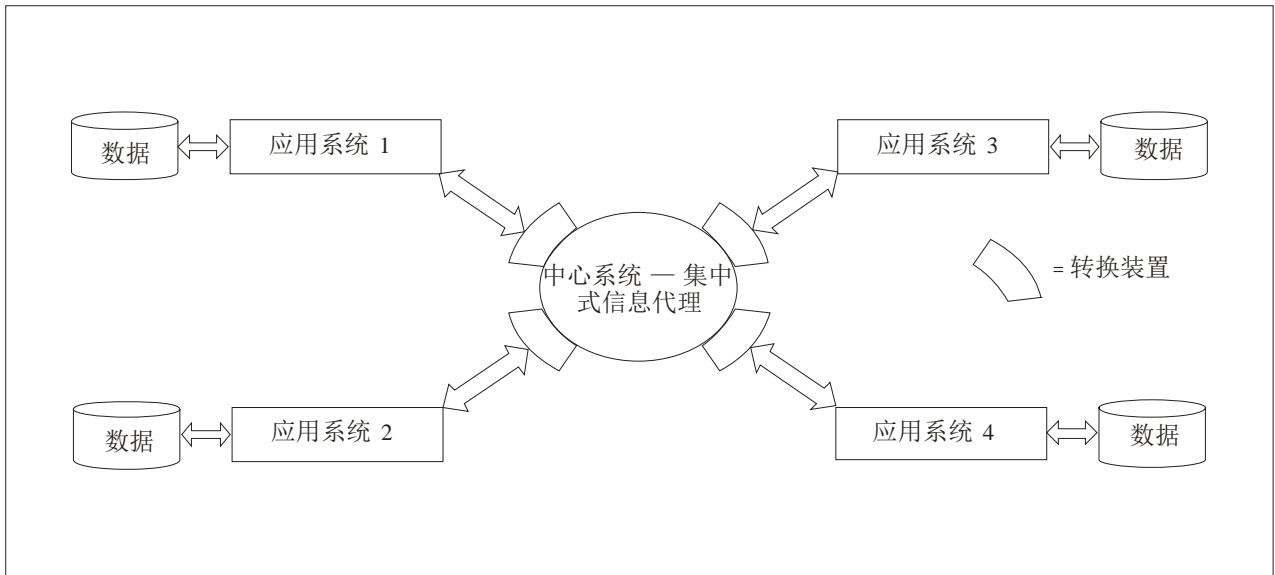 数据
应用系统 1
应用系统 3
数据
中心系统 — 集中
式信息代理
= 转换装置
数据
应用系统 2
应用系统 4
数据